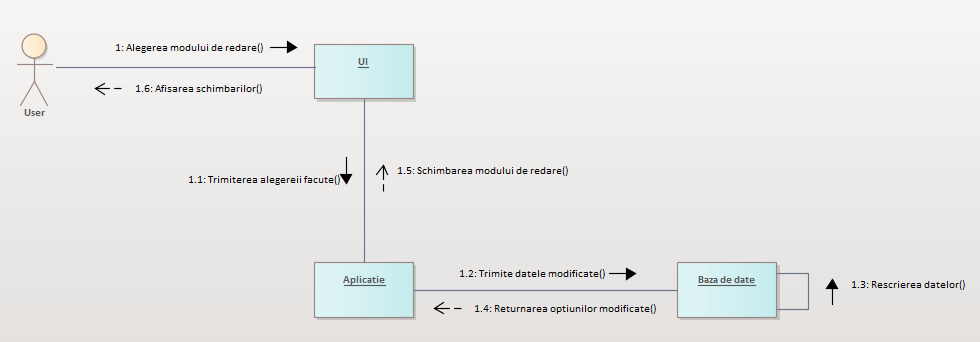 1: Alegerea modului de redare()
UI
1.6: Afisarea schimbarilor()
User
1.5: Schimbarea modului de redare()
1.1: Trimiterea alegereii facute()
1.2: Trimite datele modificate()
Aplicatie
Baza de date
1.3: Rescrierea datelor()
1.4: Returnarea optiunilor modificate()